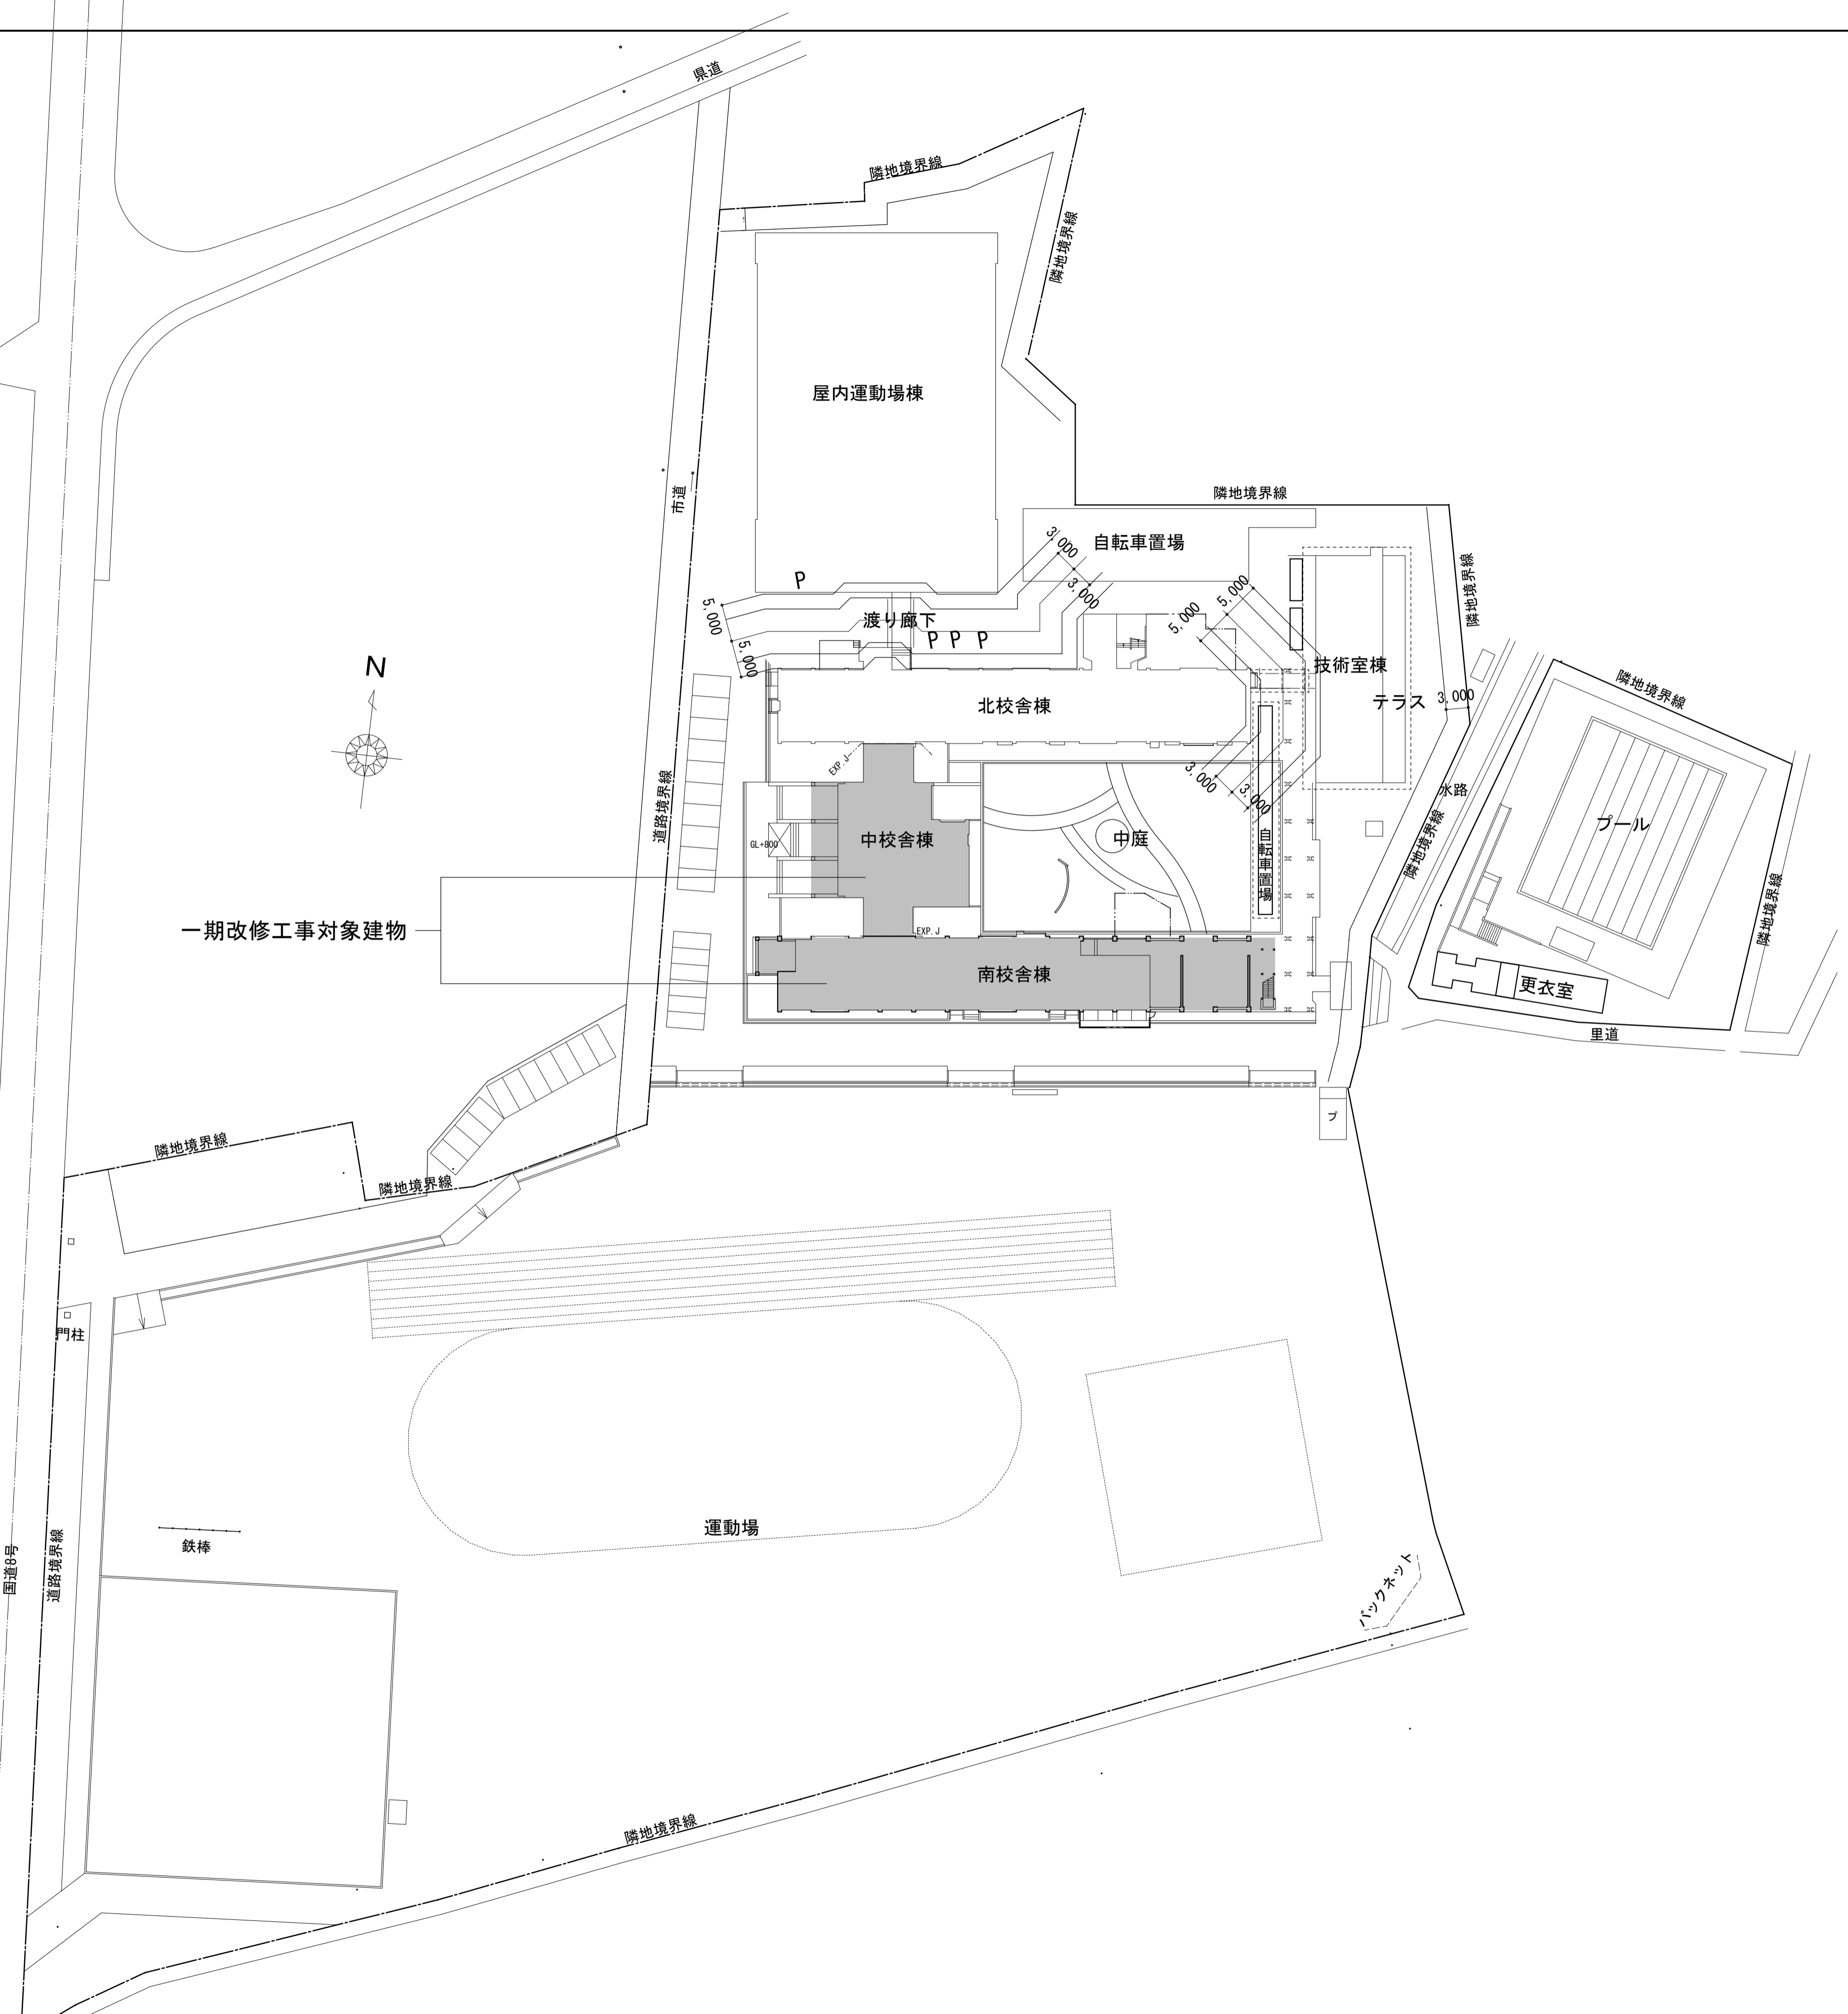 県道
隣地境界線
隣地境界線
屋内運動場棟
市道
隣地境界線
3,000
自転車置場
3,000
隣地境界線
P
5,000
渡り廊下
P P P
5,000
5,000
5,000
N
技術室棟
テラス
3,000
北校舎棟
隣地境界線
EXP.J
3,000
3,000
水路
道路境界線
GL+800
中校舎棟
中庭
自転車置場
隣地境界線
プール
隣地境界線
一期改修工事対象建物
EXP.J
南校舎棟
更衣室
里道
プ
隣地境界線
隣地境界線
門柱
運動場
鉄棒
国道8号
道路境界線
バックネット
隣地境界線